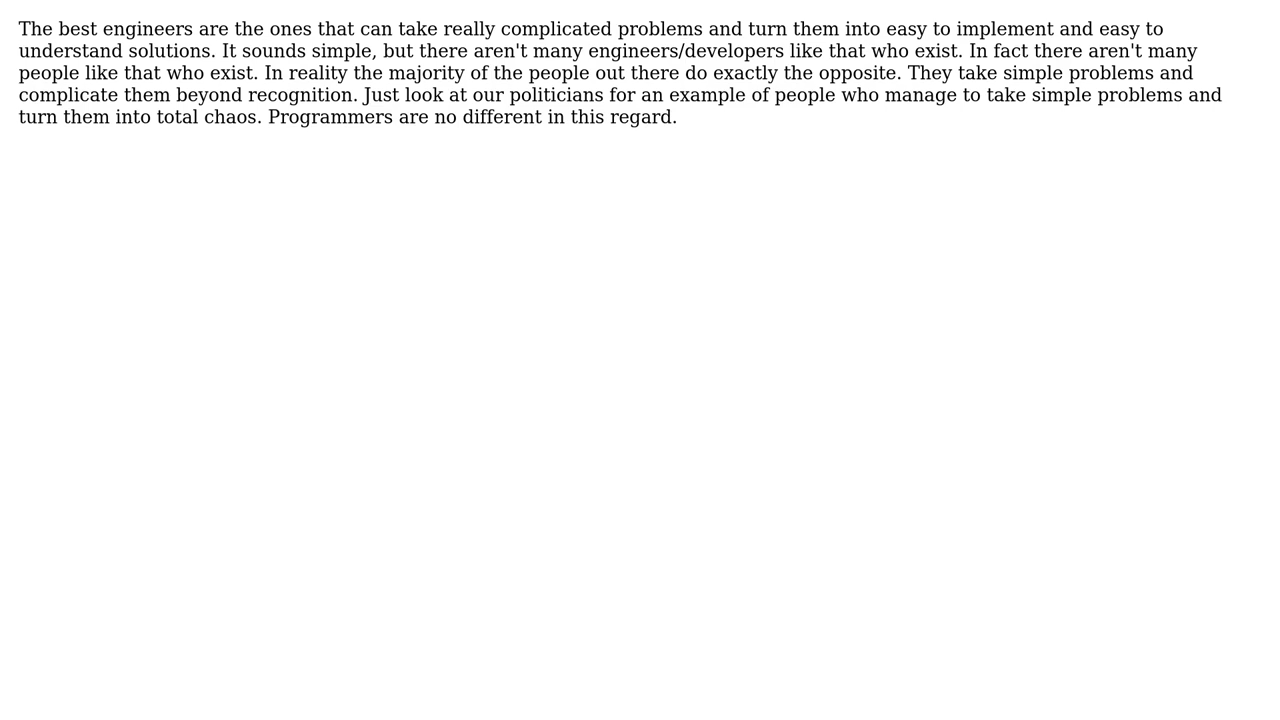 The best engineers are the ones that can take really complicated problems and turn them into easy to implement and easy to
understand solutions. It sounds simple, but there aren't many engineers/developers like that who exist. In fact there aren't many
people like that who exist. In reality the majority of the people out there do exactly the opposite. They take simple problems and
complicate them beyond recognition. Just look at our politicians for an example of people who manage to take simple problems and
turn them into total chaos. Programmers are no different in this regard.